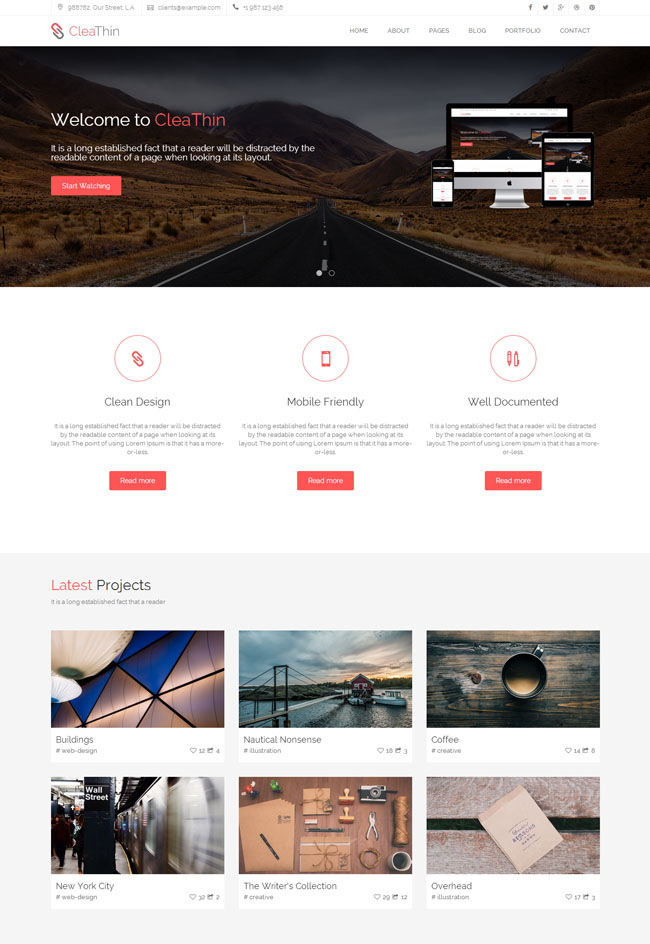 988782, Our Street, L.A. clients@example.com +1 987 123 458
CleaThin HOME ABOUT PAGES BLOG PORTFOLIO CONTACT
Welcome to CleaThin
It is a long established fact that a reader will be distracted by the
readable content of a page when looking at its layout.
Start Watching
Clean Design
It is a long established fact that a reader will be distracted
by the readable content of a page when looking at its
layout. The point of using Lorem Ipsum is that it has a more-
or-less.
Read more
Mobile Friendly
It is a long established fact that a reader will be distracted
by the readable content of a page when looking at its
layout. The point of using Lorem Ipsum is that it has a more-
or-less.
Read more
Well Documented
It is a long established fact that a reader will be distracted
by the readable content of a page when looking at its
layout. The point of using Lorem Ipsum is that it has a more-
or-less.
Read more
Latest Projects
It is a long established fact that a reader
Buildings
# web-design 12 4
Nautical Nonsense
# illustration 18 3
Coffee
# creative 14 8
Wall
Street
New York City
# web-design 32 2
The Writer's Collection
# creative 29 12
Overhead
# illustration 17 3